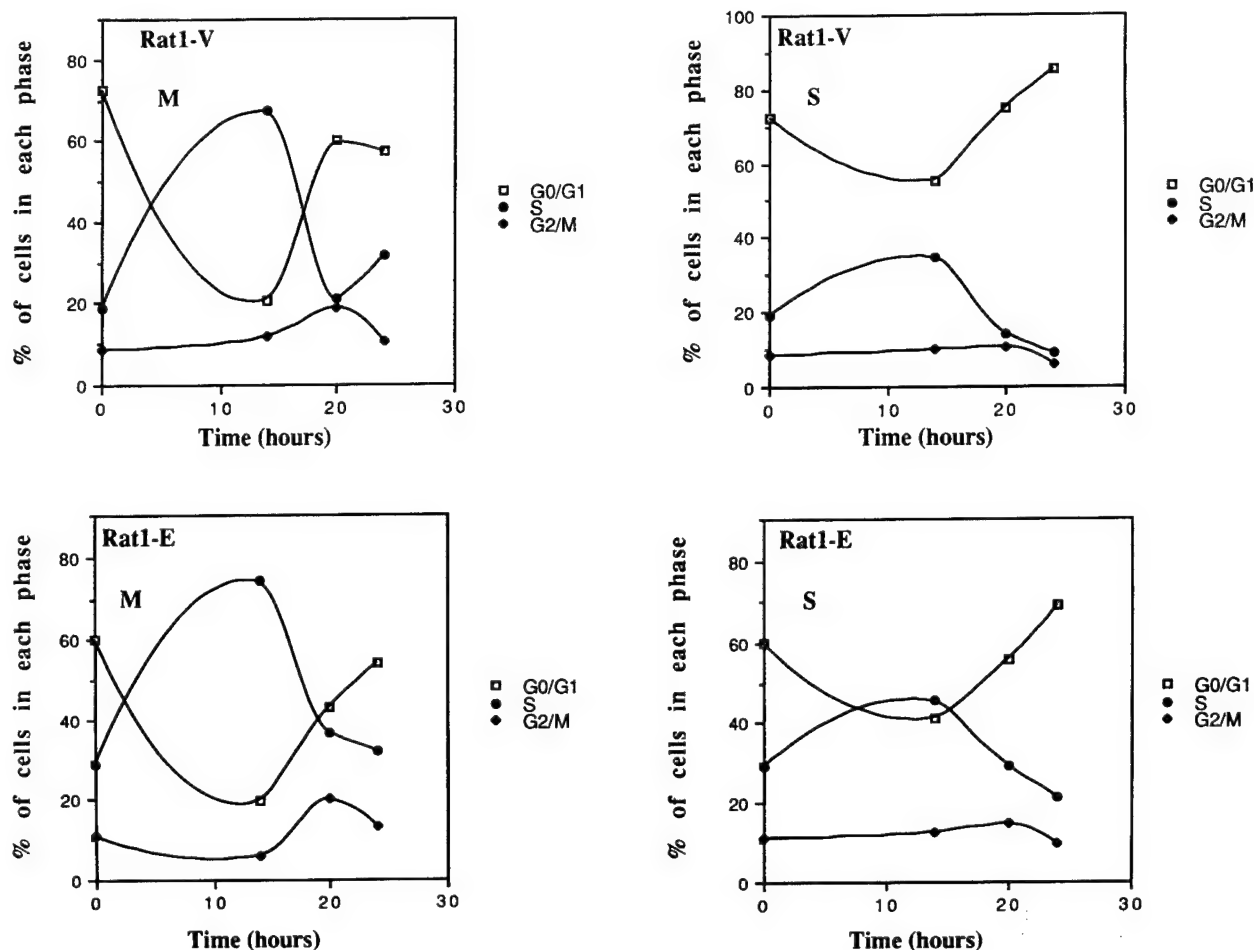 Rat1-V
M
% of cells in each phase
80
60
40
20
0
0 10 20 30
Time (hours)
G0/G1
S
G2/M
Rat1-V
S
% of cells in each phase
100
80
60
40
20
0
0 10 20 30
Time (hours)
G0/G1
S
G2/M
Rat1-E
M
% of cells in each phase
80
60
40
20
0
0 10 20 30
Time (hours)
G0/G1
S
G2/M
Rat1-E
S
% of cells in each phase
80
60
40
20
0
0 10 20 30
Time (hours)
G0/G1
S
G2/M